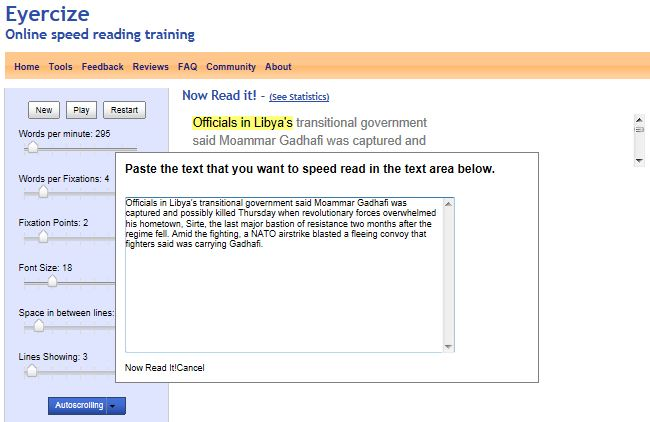 Eyercize
Online speed reading training
Home Tools Feedback Reviews FAQ Community About
New Play Restart
Words per minute: 295
Words per Fixations: 4
Fixation Points: 2
Font Size: 18
Space in between lines:
Lines Showing: 3
Autoscrolling
Now Read it! - (See Statistics)
Officials in Libya's transitional government
said Moammar Gadhafi was captured and
Paste the text that you want to speed read in the text area below.
Officials in Libya's transitional government said Moammar Gadhafi was
captured and possibly killed Thursday when revolutionary forces overwhelmed
his hometown, Sirte, the last major bastion of resistance two months after the
regime fell. Amid the fighting, a NATO airstrike blasted a fleeing convoy that
fighters said was carrying Gadhafi.
Now Read It!Cancel